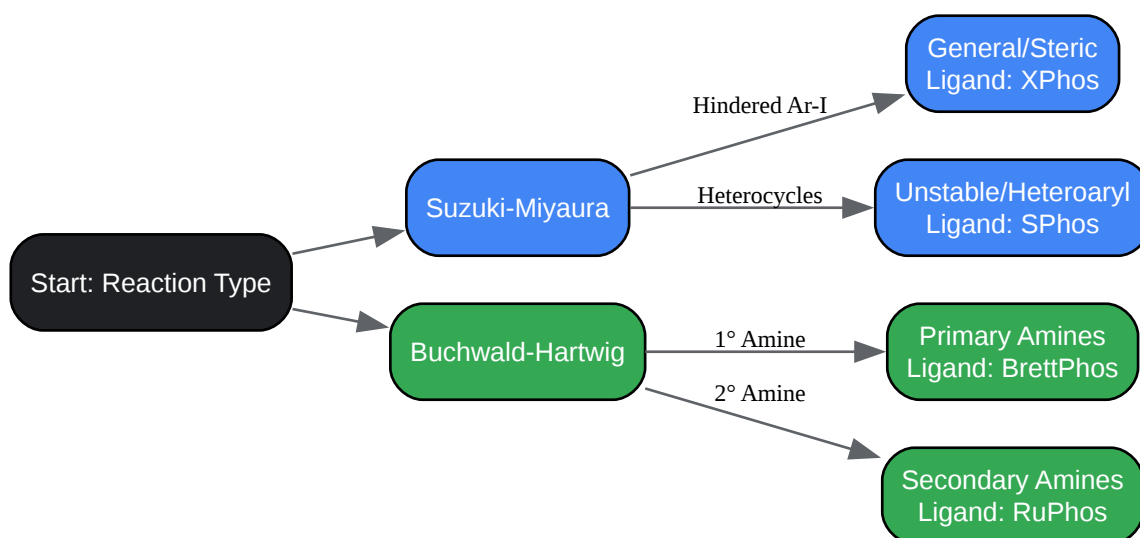 General/Steric
Ligand: XPhos
Hindered Ar-I
Unstable/Heteroaryl
Ligand: SPhos
Heterocycles
Suzuki-Miyaura
Start: Reaction Type
Buchwald-Hartwig
1° Amine
Primary Amines
Ligand: BrettPhos
2° Amine
Secondary Amines
Ligand: RuPhos